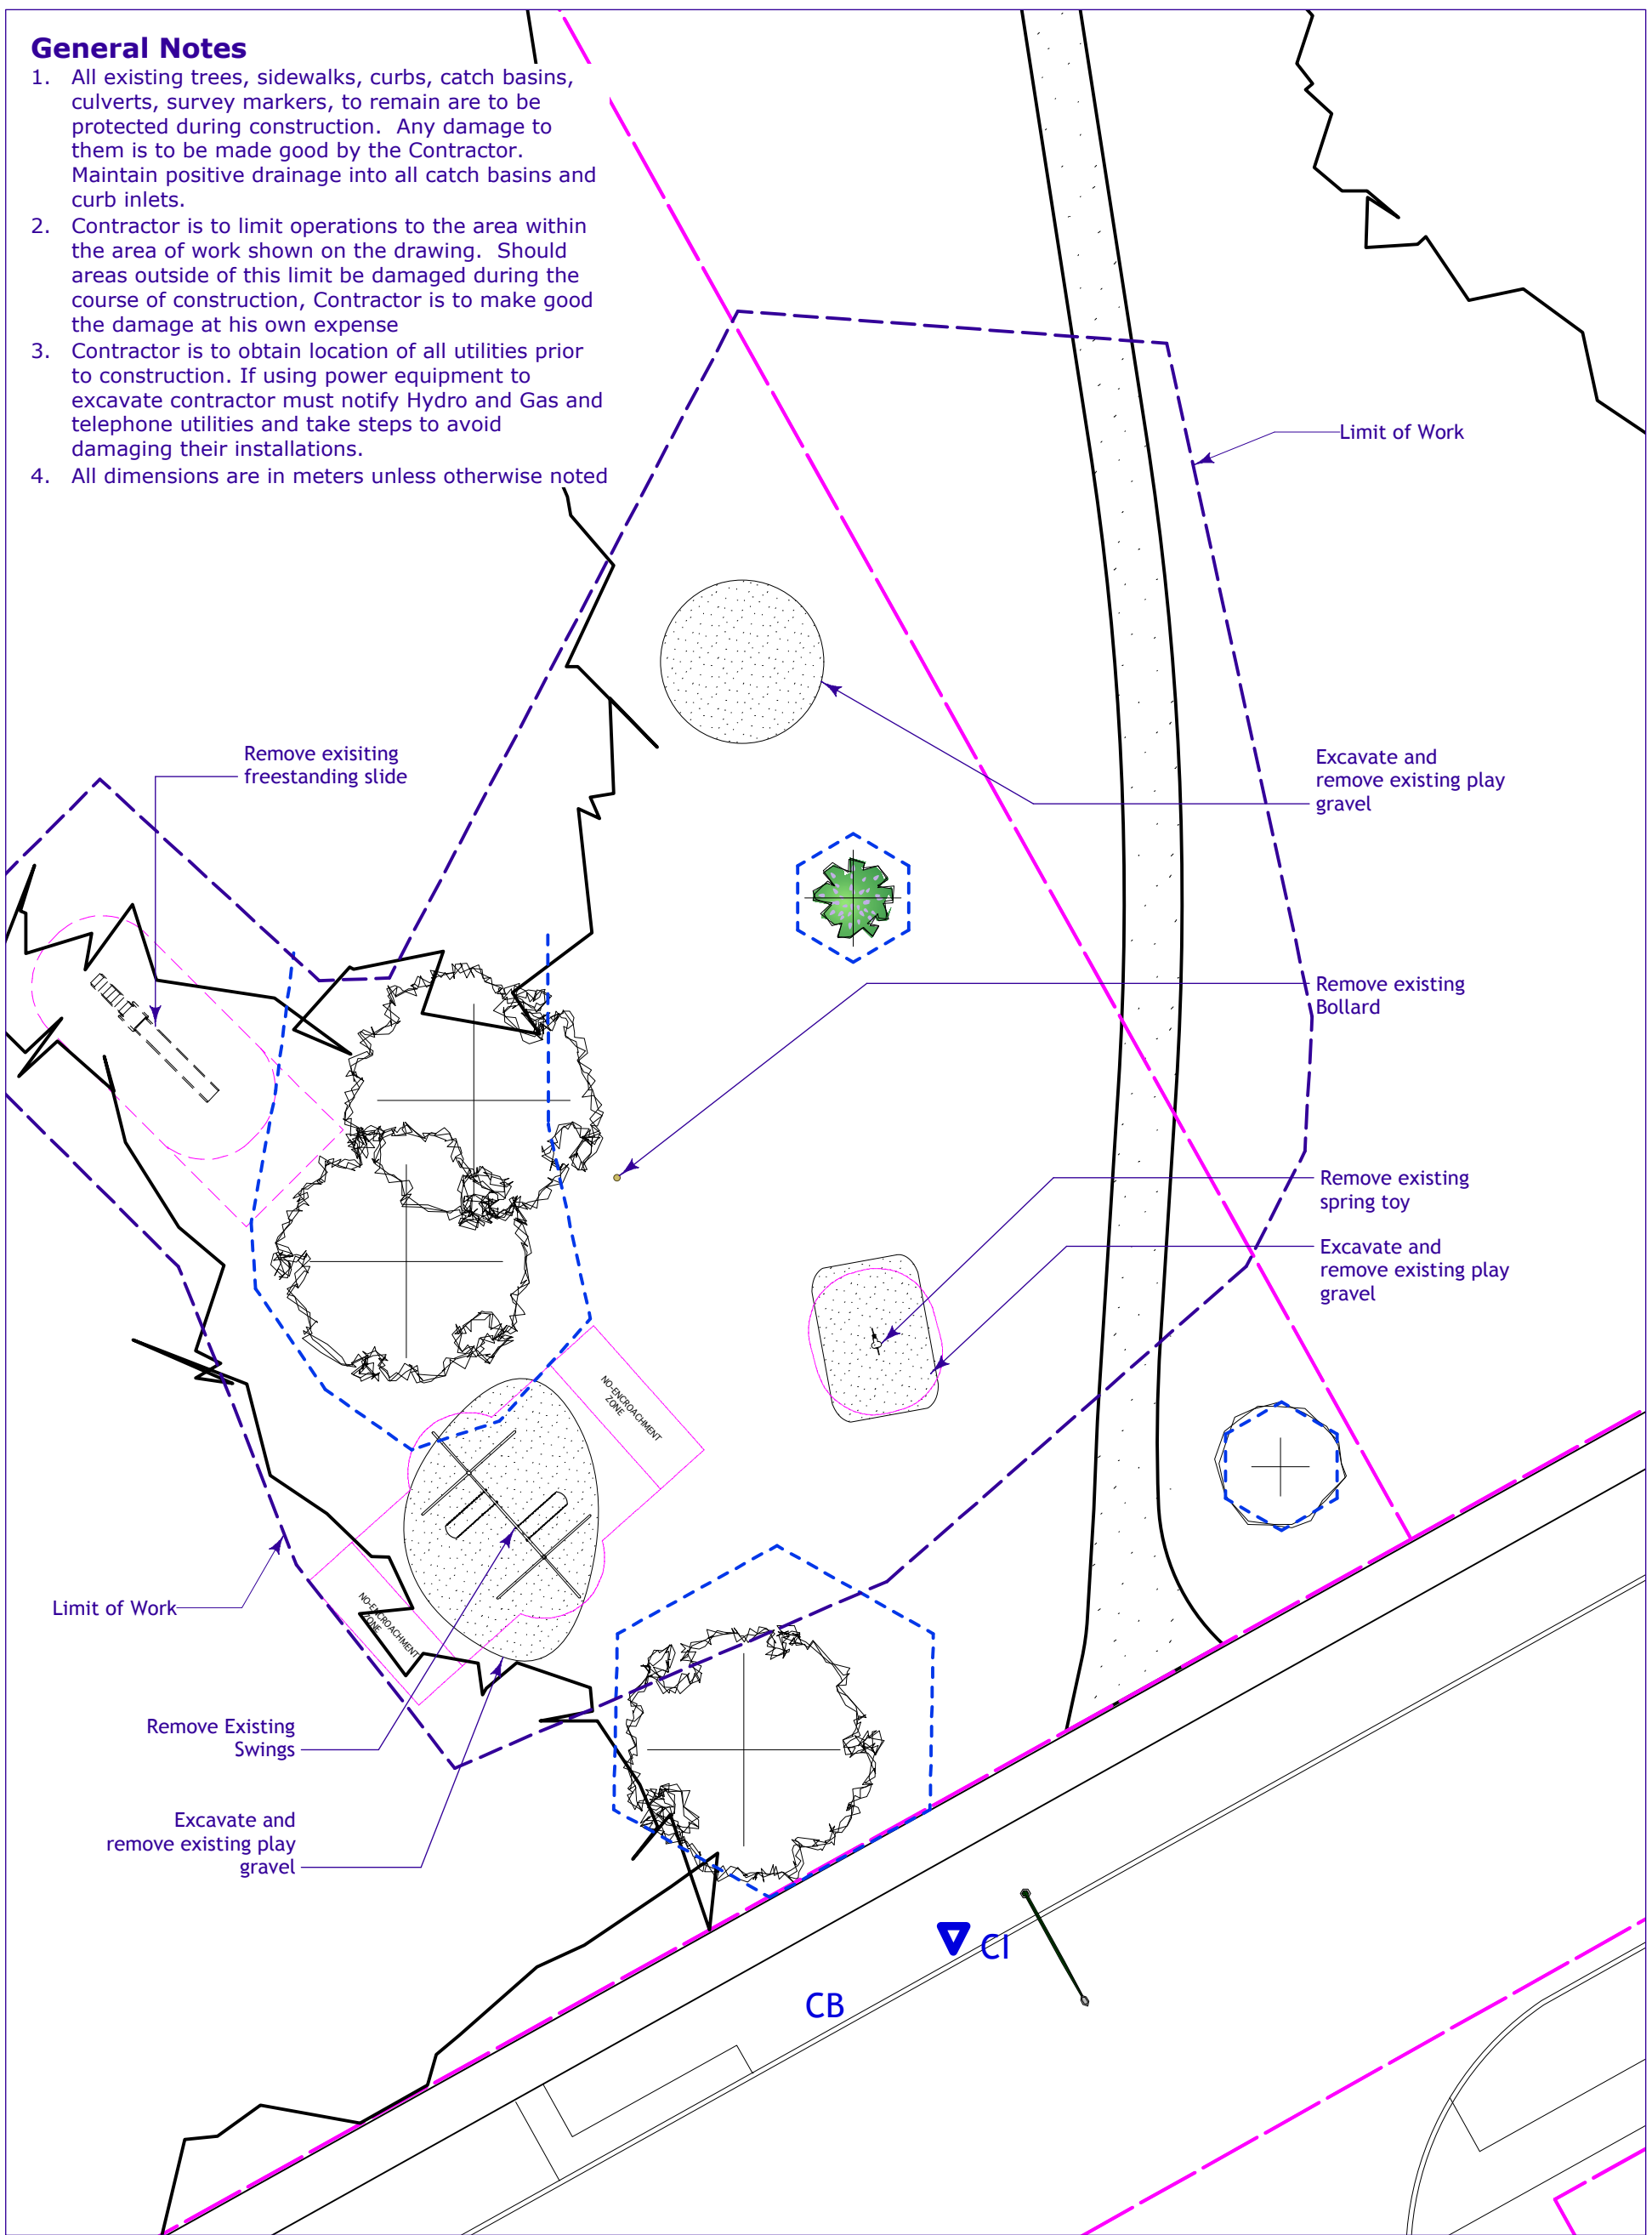 General Notes
1. All existing trees, sidewalks, curbs, catch basins,
culverts, survey markers, to remain are to be
protected during construction.  Any damage to
them is to be made good by the Contractor.
Maintain positive drainage into all catch basins and
curb inlets.
2. Contractor is to limit operations to the area within
the area of work shown on the drawing.  Should
areas outside of this limit be damaged during the
course of construction, Contractor is to make good
the damage at his own expense
3. Contractor is to obtain location of all utilities prior
to construction. If using power equipment to
excavate contractor must notify Hydro and Gas and
telephone utilities and take steps to avoid
damaging their installations.
4. All dimensions are in meters unless otherwise noted
Limit of Work
Remove exisiting
freestanding slide
Excavate and
remove existing play
gravel
Remove existing
Bollard
Remove existing
spring toy
Excavate and
remove existing play
gravel
NO-ENCROACHMENT
ZONE
Limit of Work
NO-ENCROACHMENT
ZONE
Remove Existing
Swings
Excavate and
remove existing play
gravel
CI
CB